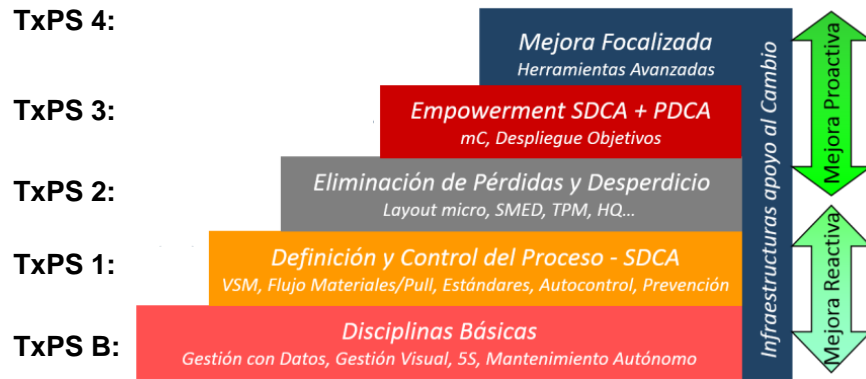 TxPS 4:
Mejora Focalizada
Herramientas Avanzadas
TxPS 3:
Empowerment SDCA + PDCA
mC, Despliegue Objetivos
TxPS 2:
Eliminación de Pérdidas y Desperdicio
Layout micro, SMED, TPM, HQ...
TxPS 1:
Definición y Control del Proceso - SDCA
VSM, Flujo Materiales/Pull, Estándares, Autocontrol, Prevención
TxPS B:
Disciplinas Básicas
Gestión con Datos, Gestión Visual, 5S, Mantenimiento Autónomo
Infraestructuras apoyo al Cambio
Mejora Proactiva
Mejora Reactiva